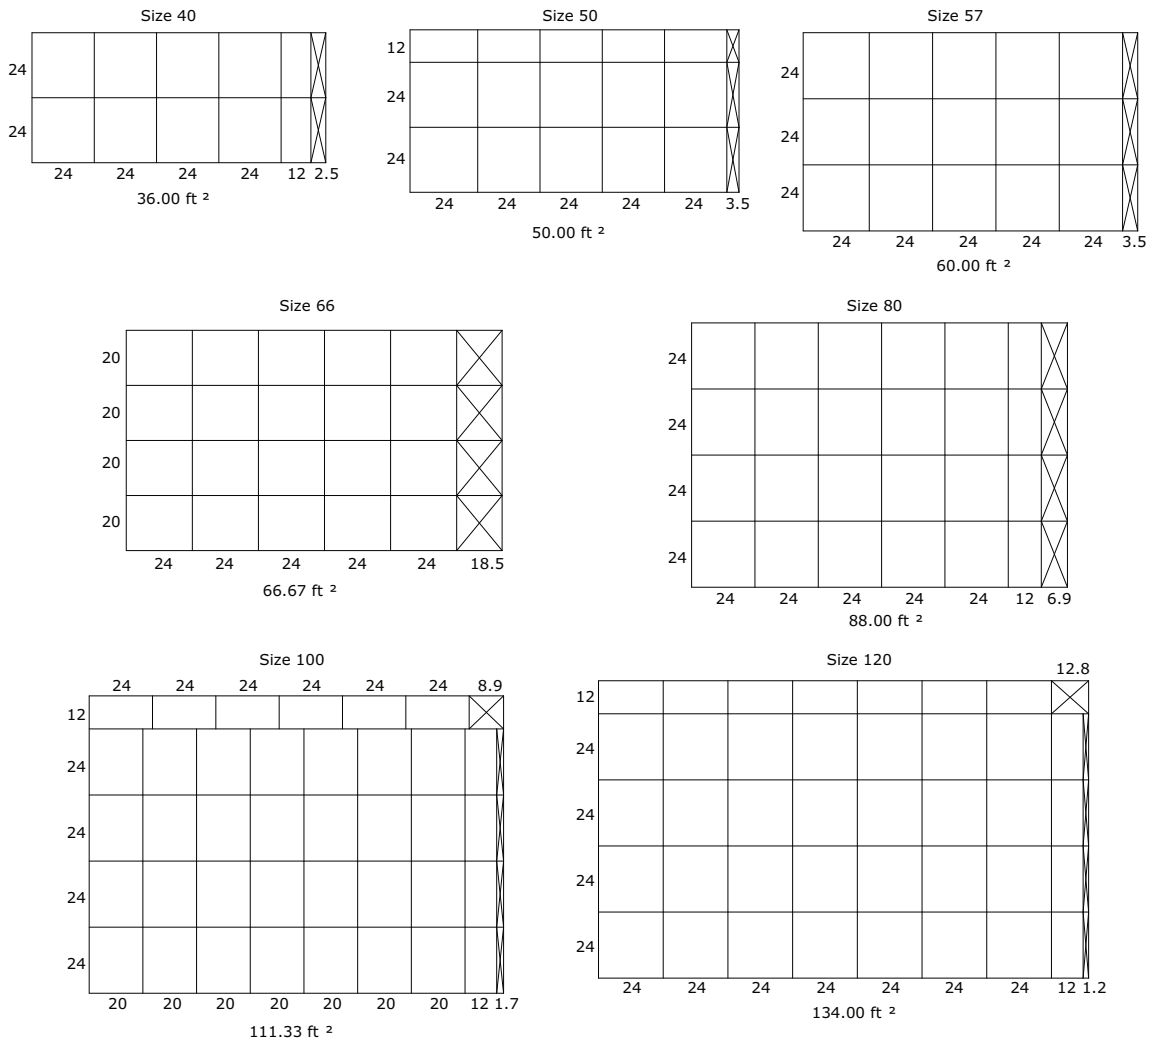 Size 40
24
24
24 24 24 24 12 2.5
36.00 ft ²
Size 50
12
24
24
24 24 24 24 24 3.5
50.00 ft ²
Size 57
24
24
24
24 24 24 24 24 3.5
60.00 ft ²
Size 66
20
20
20
20
24 24 24 24 24 18.5
66.67 ft ²
Size 80
24
24
24
24
24 24 24 24 24 12 6.9
88.00 ft ²
Size 100
24 24 24 24 24 24 8.9
12
24
24
24
24
20 20 20 20 20 20 20 12 1.7
111.33 ft ²
Size 120
12.8
12
24
24
24
24
24 24 24 24 24 24 24 12 1.2
134.00 ft ²